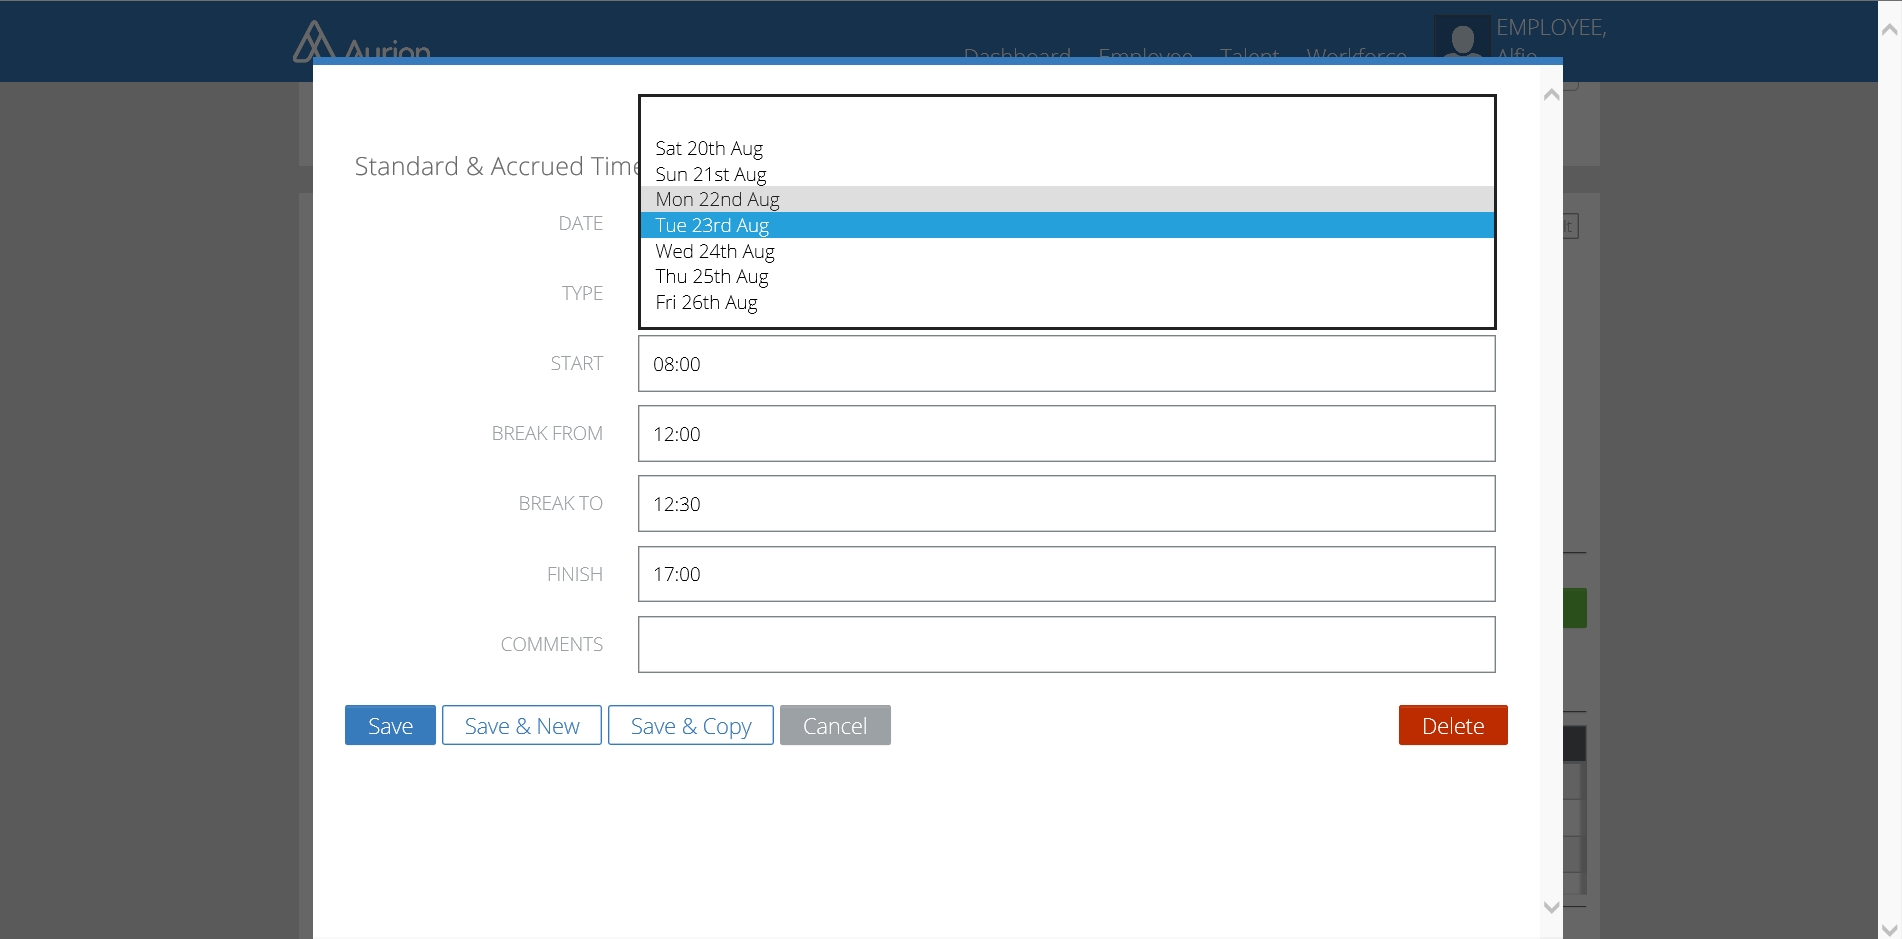 Aurion
Dashboard Employee Talent Workforce
EMPLOYEE,
Alfie
Standard & Accrued Time
Sat 20th Aug
Sun 21st Aug
Mon 22nd Aug
Tue 23rd Aug
Wed 24th Aug
Thu 25th Aug
Fri 26th Aug
DATE
TYPE
START 08:00
BREAK FROM 12:00
BREAK TO 12:30
FINISH 17:00
COMMENTS
Save Save & New Save & Copy Cancel Delete